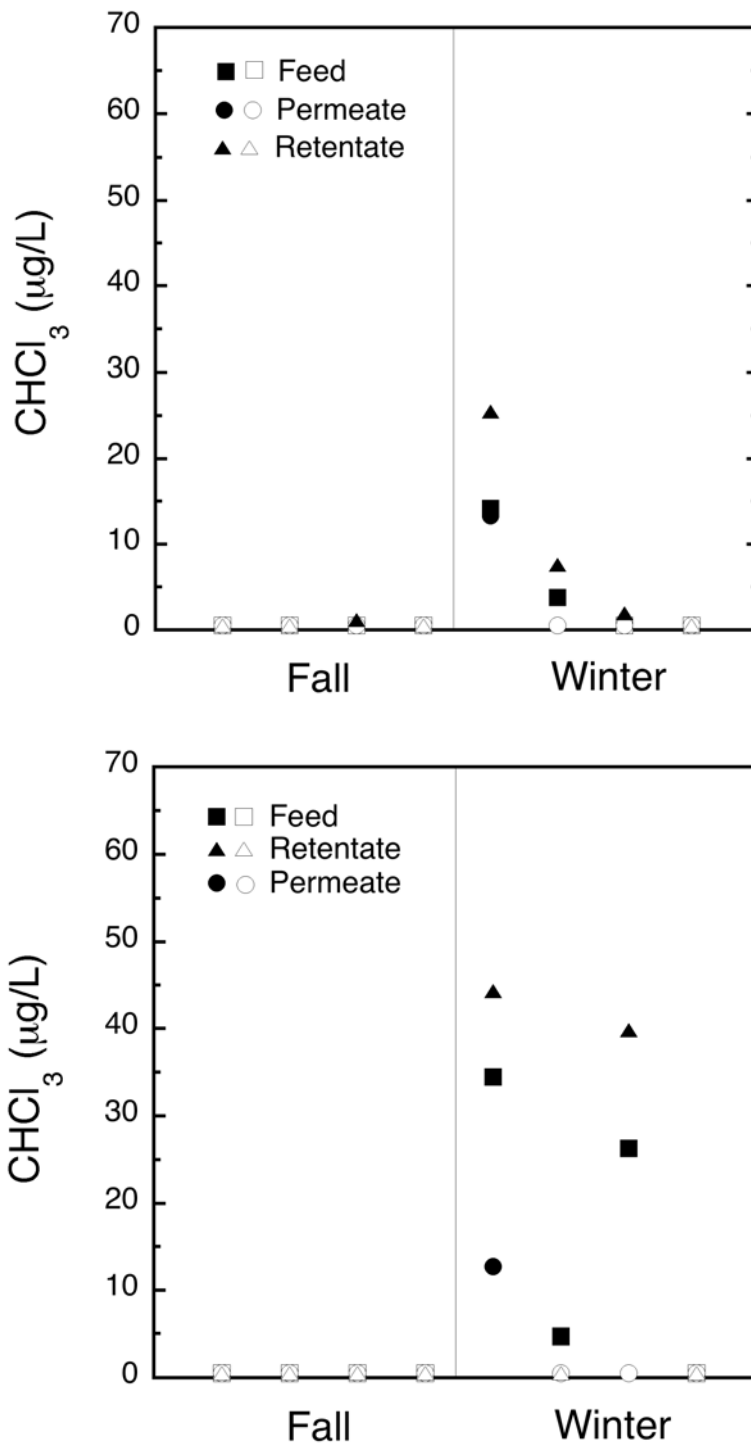 70
60
50
40
30
20
10
0
CHCl3 (µg/L)
Feed
Permeate
Retentate
Fall Winter
70
60
50
40
30
20
10
0
CHCl3 (µg/L)
Feed
Retentate
Permeate
Fall Winter